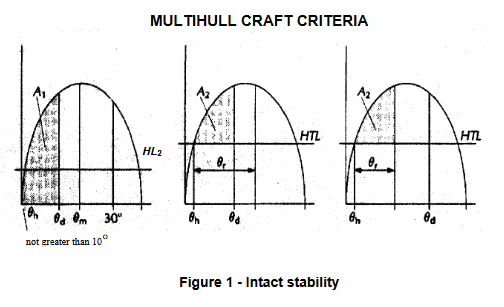 MULTIHULL CRAFT CRITERIA
A1
A2
A2
HL2
HTL
HTL
θr
θr
θh θd θm 30°
θh θd
θh θd
not greater than 10°
Figure 1 - Intact stability